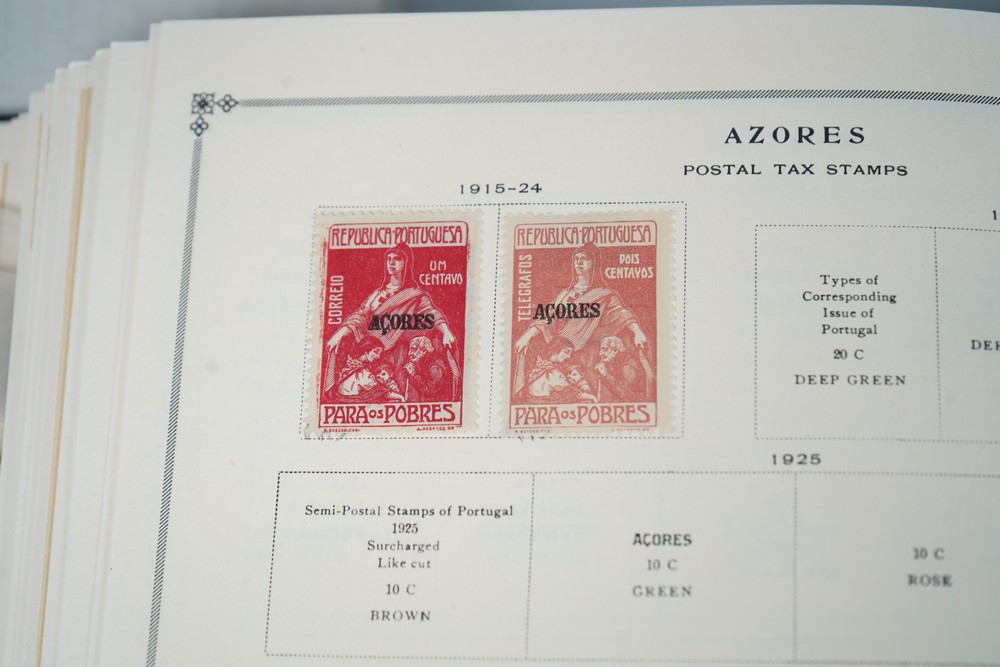 AZORES
POSTAL TAX STAMPS
1915-24
REPUBLICA PORTUGUESA
CORREIO
UM
CENTAVO
AÇORES
PARA OS POBRES
REPUBLICA PORTUGUESA
TELEGRAFOS
DOIS
CENTAVOS
AÇORES
PARA OS POBRES
Types of
Corresponding
Issue of
Portugal
20 C
DEEP GREEN
1925
Semi-Postal Stamps of Portugal
1925
Surcharged
Like cut
10 C
BROWN
AÇORES
10 C
GREEN
10 C
ROSE